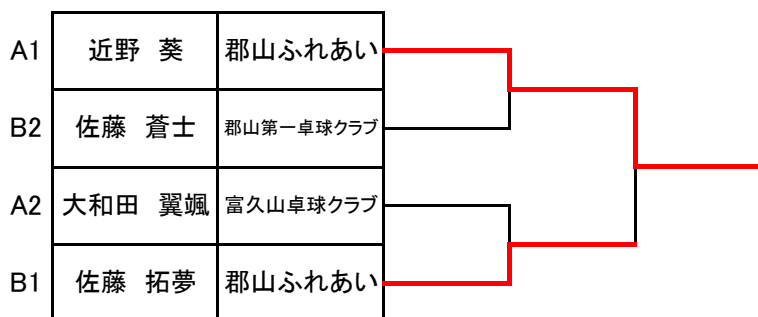 A1 近野 葵 郡山ふれあい
B2 佐藤 蒼士 郡山第一卓球クラブ
A2 大和田 翼颯 富久山卓球クラブ
B1 佐藤 拓夢 郡山ふれあい